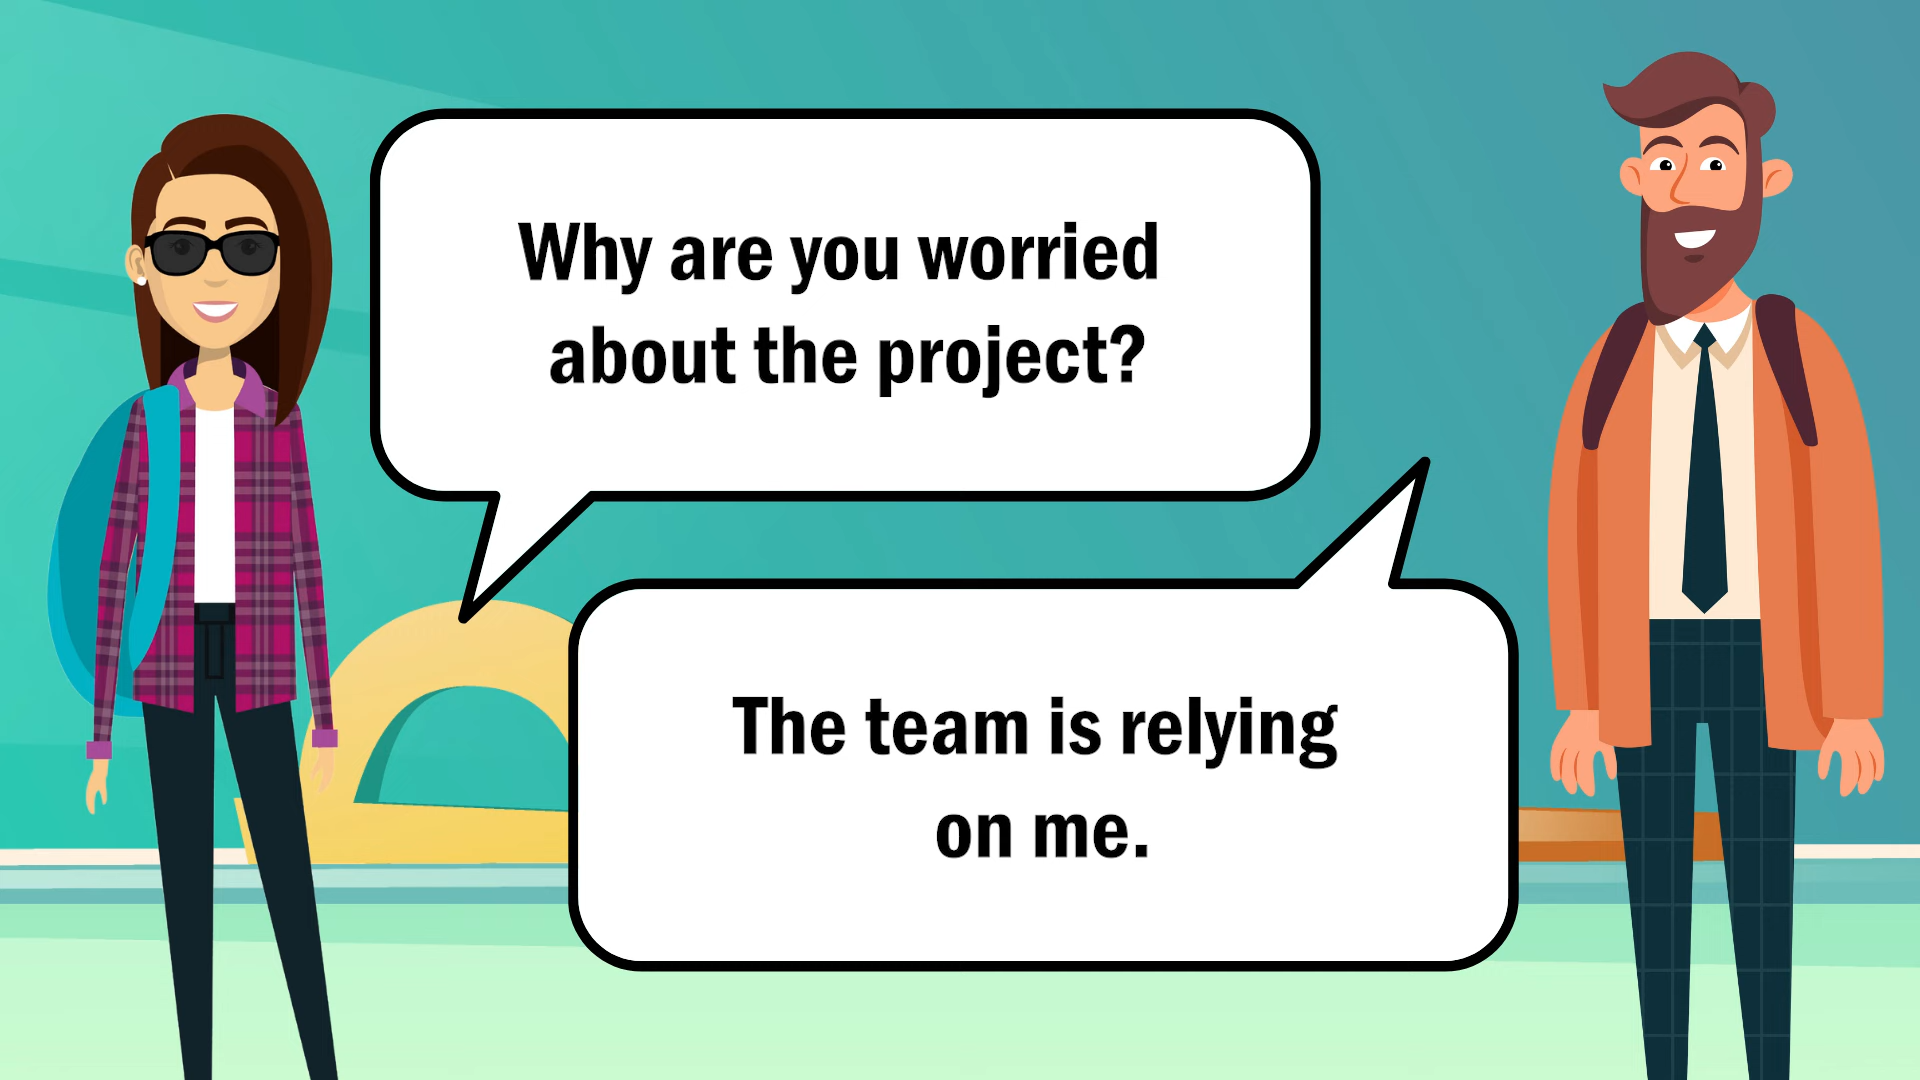 Why are you worried
about the project?
The team is relying
on me.